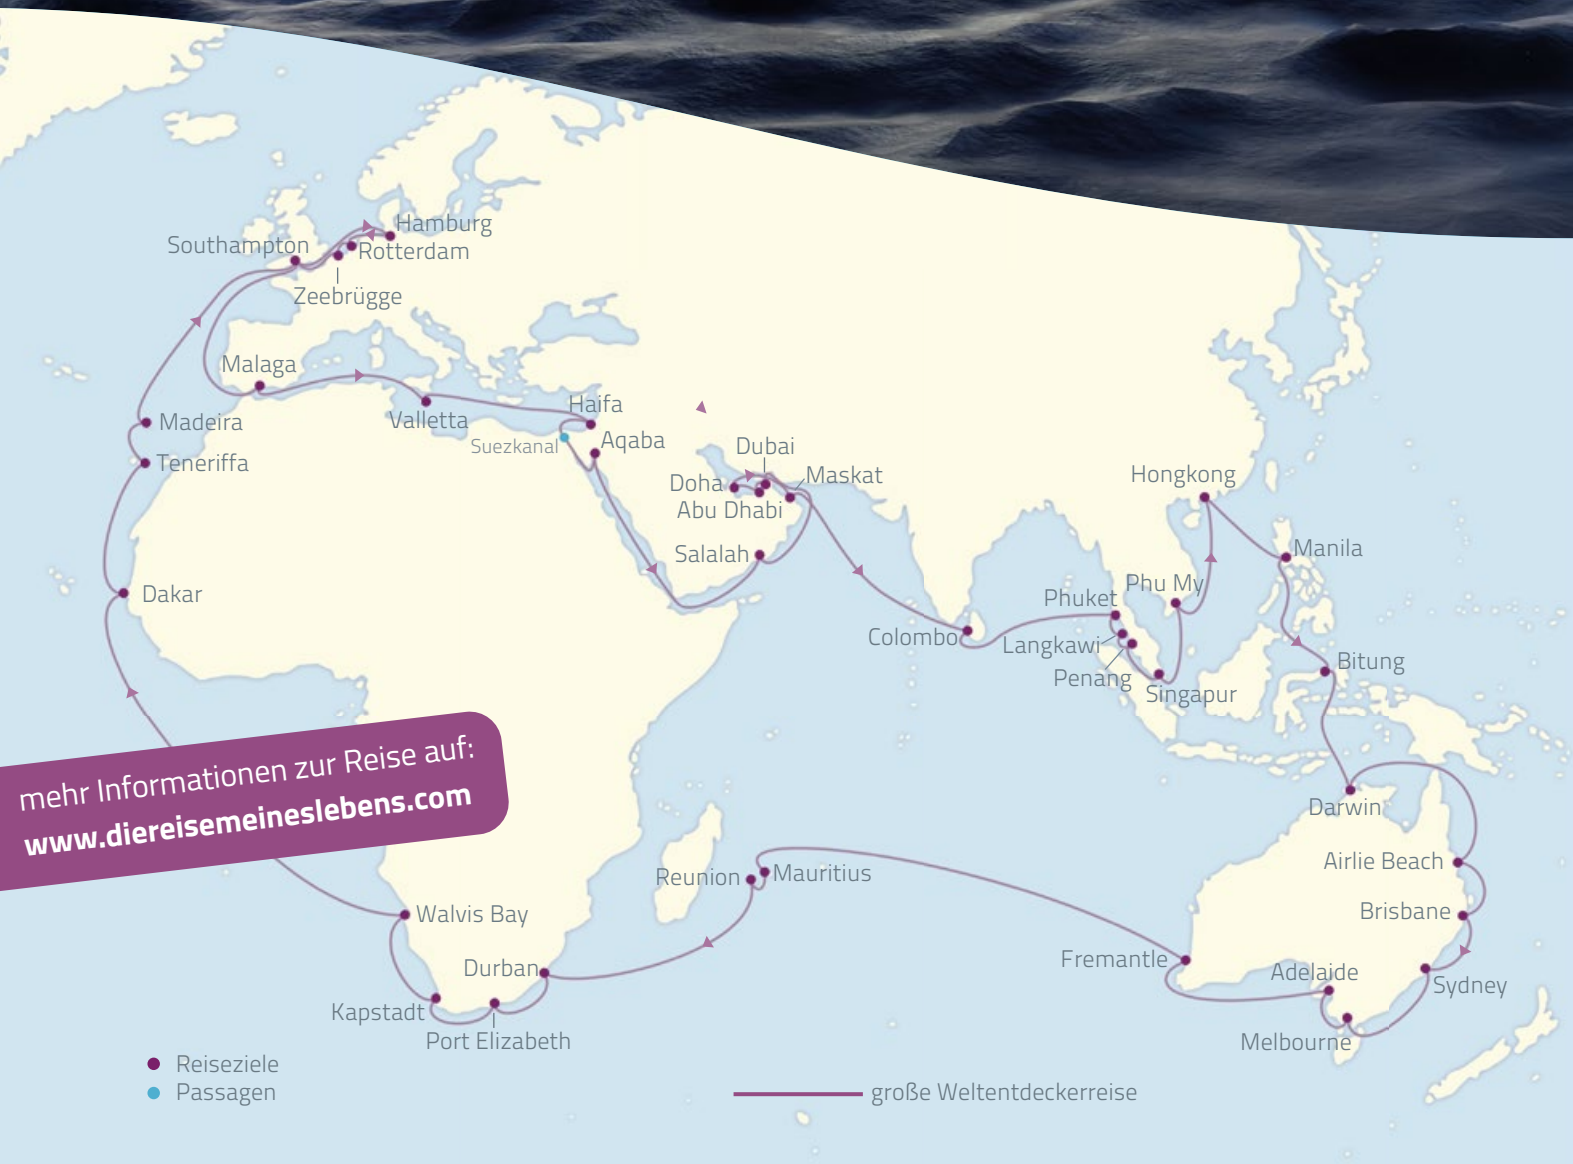 Hamburg
Southampton
Rotterdam
Zeebrügge
Malaga
Madeira
Valletta
Haifa
Suezkanal
Aqaba
Teneriffa
Dubai
Doha
Maskat
Abu Dhabi
Hongkong
Salalah
Manila
Dakar
Phu My
Phuket
Colombo
Langkawi
Penang
Singapur
Bitung
mehr Informationen zur Reise auf:
www.diereisemeineslebens.com
Darwin
Airlie Beach
Reunion
Mauritius
Walvis Bay
Brisbane
Durban
Fremantle
Adelaide
Sydney
Kapstadt
Port Elizabeth
Melbourne
Reiseziele
Passagen
große Weltentdeckerreise